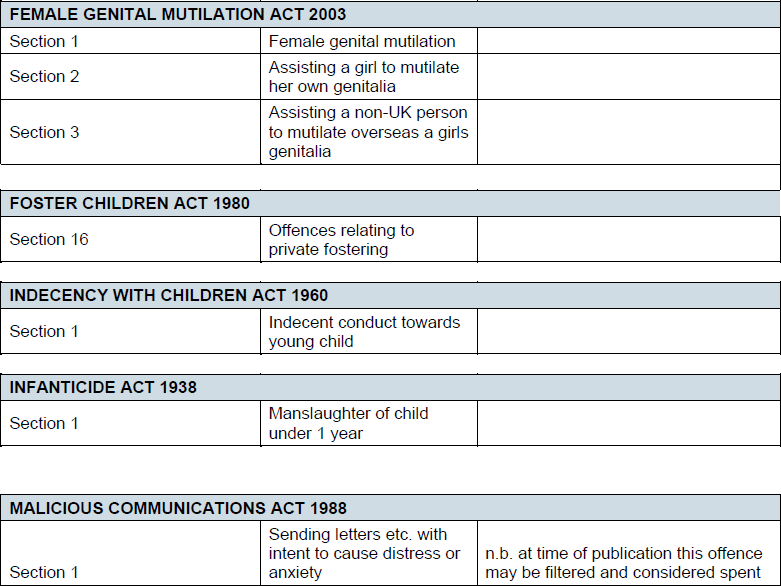 FEMALE GENITAL MUTILATION ACT 2003
Section 1
Female genital mutilation
Section 2
Assisting a girl to mutilate
her own genitalia
Section 3
Assisting a non-UK person
to mutilate overseas a girls
genitalia
FOSTER CHILDREN ACT 1980
Section 16
Offences relating to
private fostering
INDECENCY WITH CHILDREN ACT 1960
Section 1
Indecent conduct towards
young child
INFANTICIDE ACT 1938
Section 1
Manslaughter of child
under 1 year
MALICIOUS COMMUNICATIONS ACT 1988
Section 1
Sending letters etc. with
intent to cause distress or
anxiety
n.b. at time of publication this offence
may be filtered and considered spent